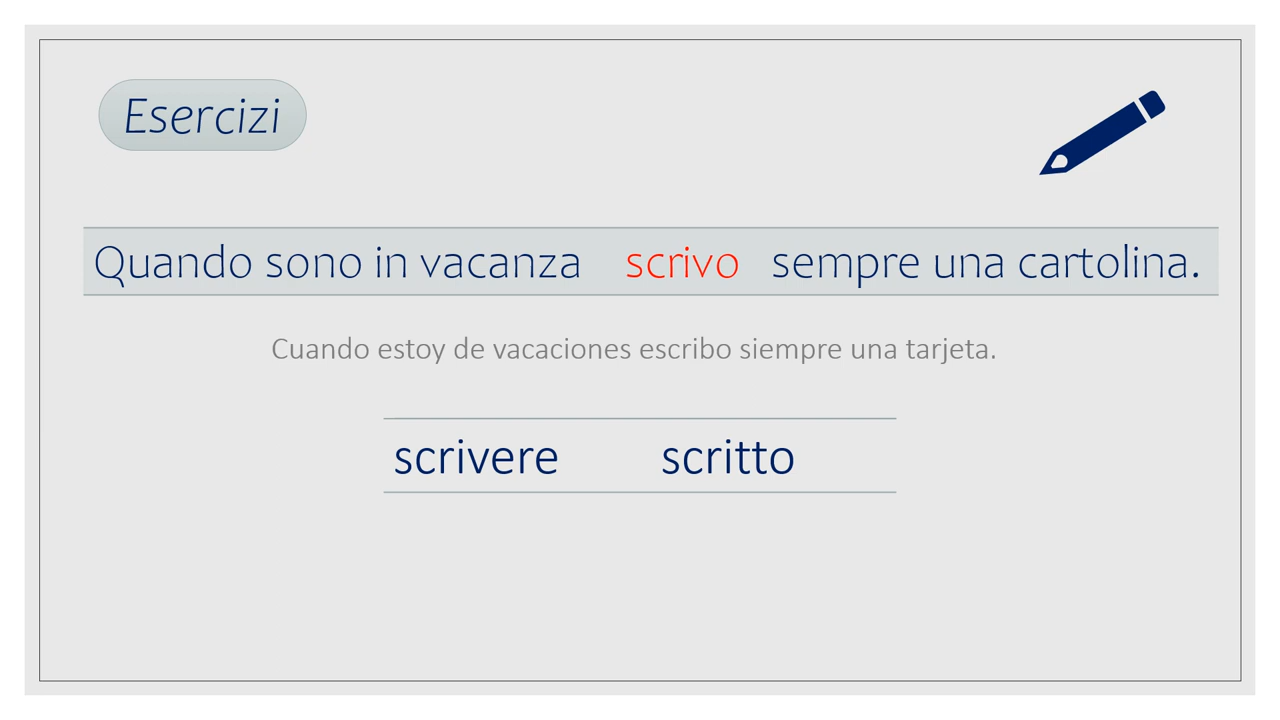 Esercizi
Quando sono in vacanza scrivo sempre una cartolina.
Cuando estoy de vacaciones escribo siempre una tarjeta.
scrivere scritto